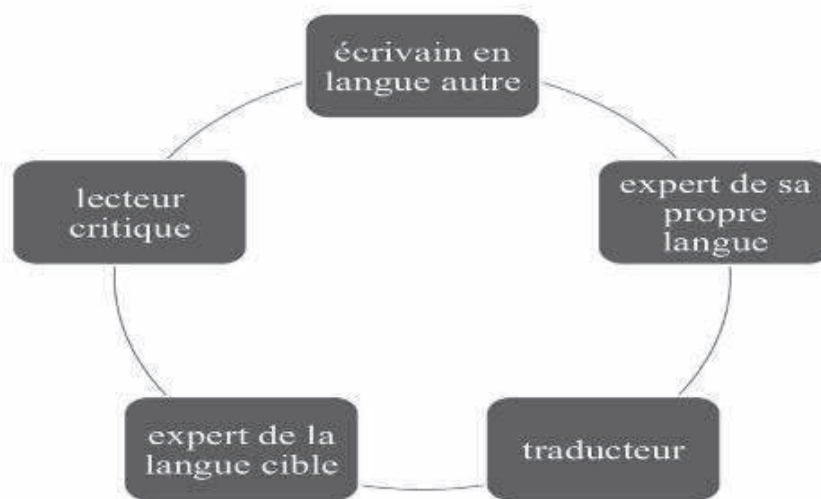 écrivain en
langue autre
expert de sa
propre
langue
traducteur
expert de la
langue cible
lecteur
critique